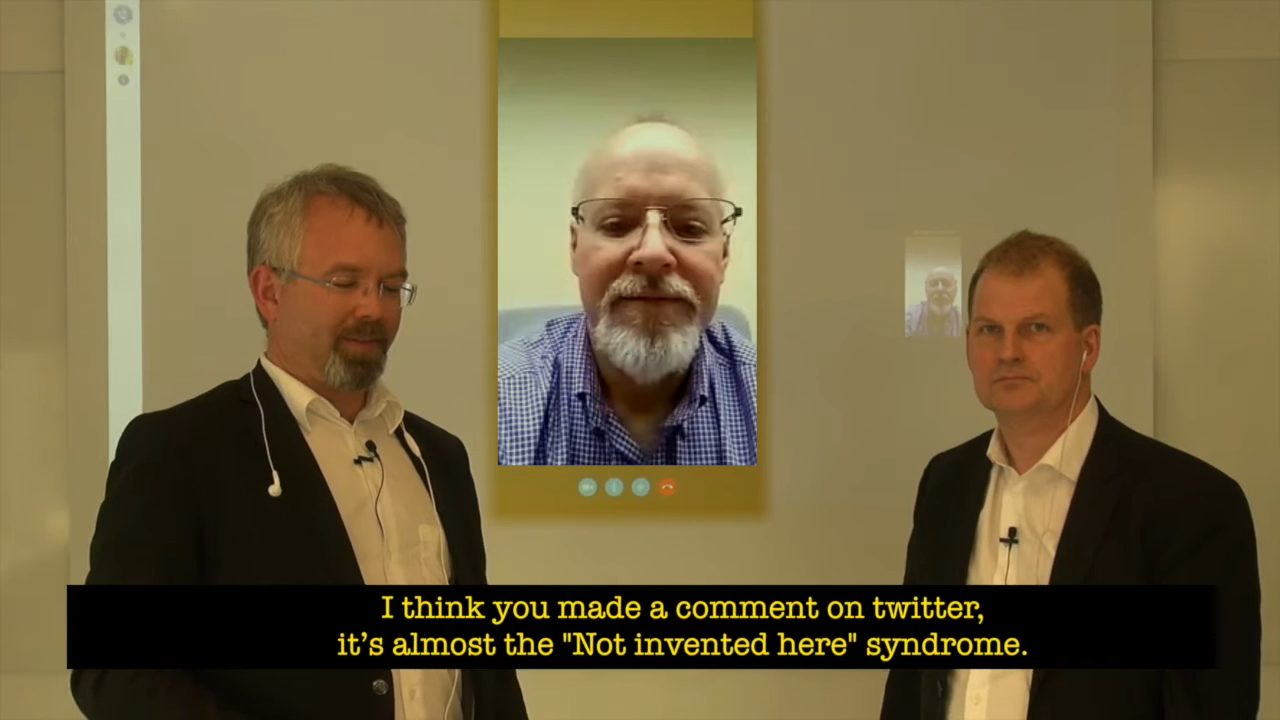 I think you made a comment on twitter,
it’s almost the "Not invented here" syndrome.